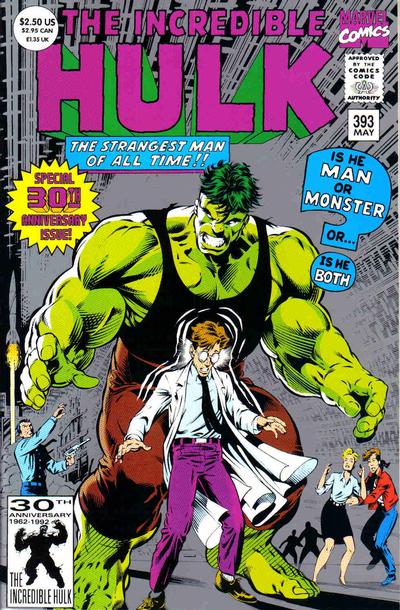 $2.50 US
$2.95 CAN
£1.35 UK
THE INCREDIBLE
HULK
MARVEL
COMICS
APPROVED
BY THE
COMICS
CODE
AUTHORITY
393
MAY
THE STRANGEST MAN
OF ALL TIME!!
SPECIAL
30TH
ANNIVERSARY
ISSUE!
IS HE
MAN
OR
MONSTER
OR...
IS HE
BOTH
30TH
ANNIVERSARY
1962-1992
THE
INCREDIBLE HULK